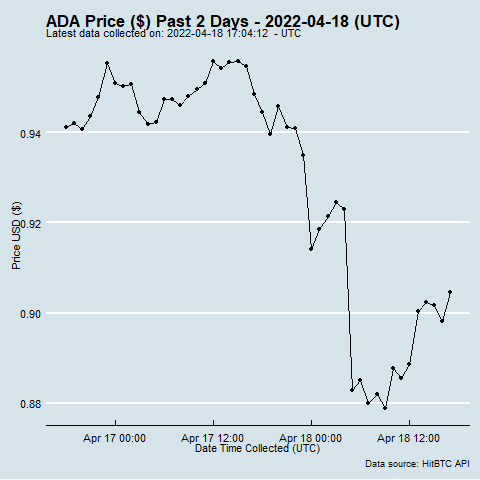 ADA Price ($) Past 2 Days - 2022-04-18 (UTC)
Latest data collected on: 2022-04-18 17:04:12  - UTC
0.94
0.92
0.90
0.88
Price USD ($)
Apr 17 00:00
Apr 17 12:00
Apr 18 00:00
Apr 18 12:00
Date Time Collected (UTC)
Data source: HitBTC API